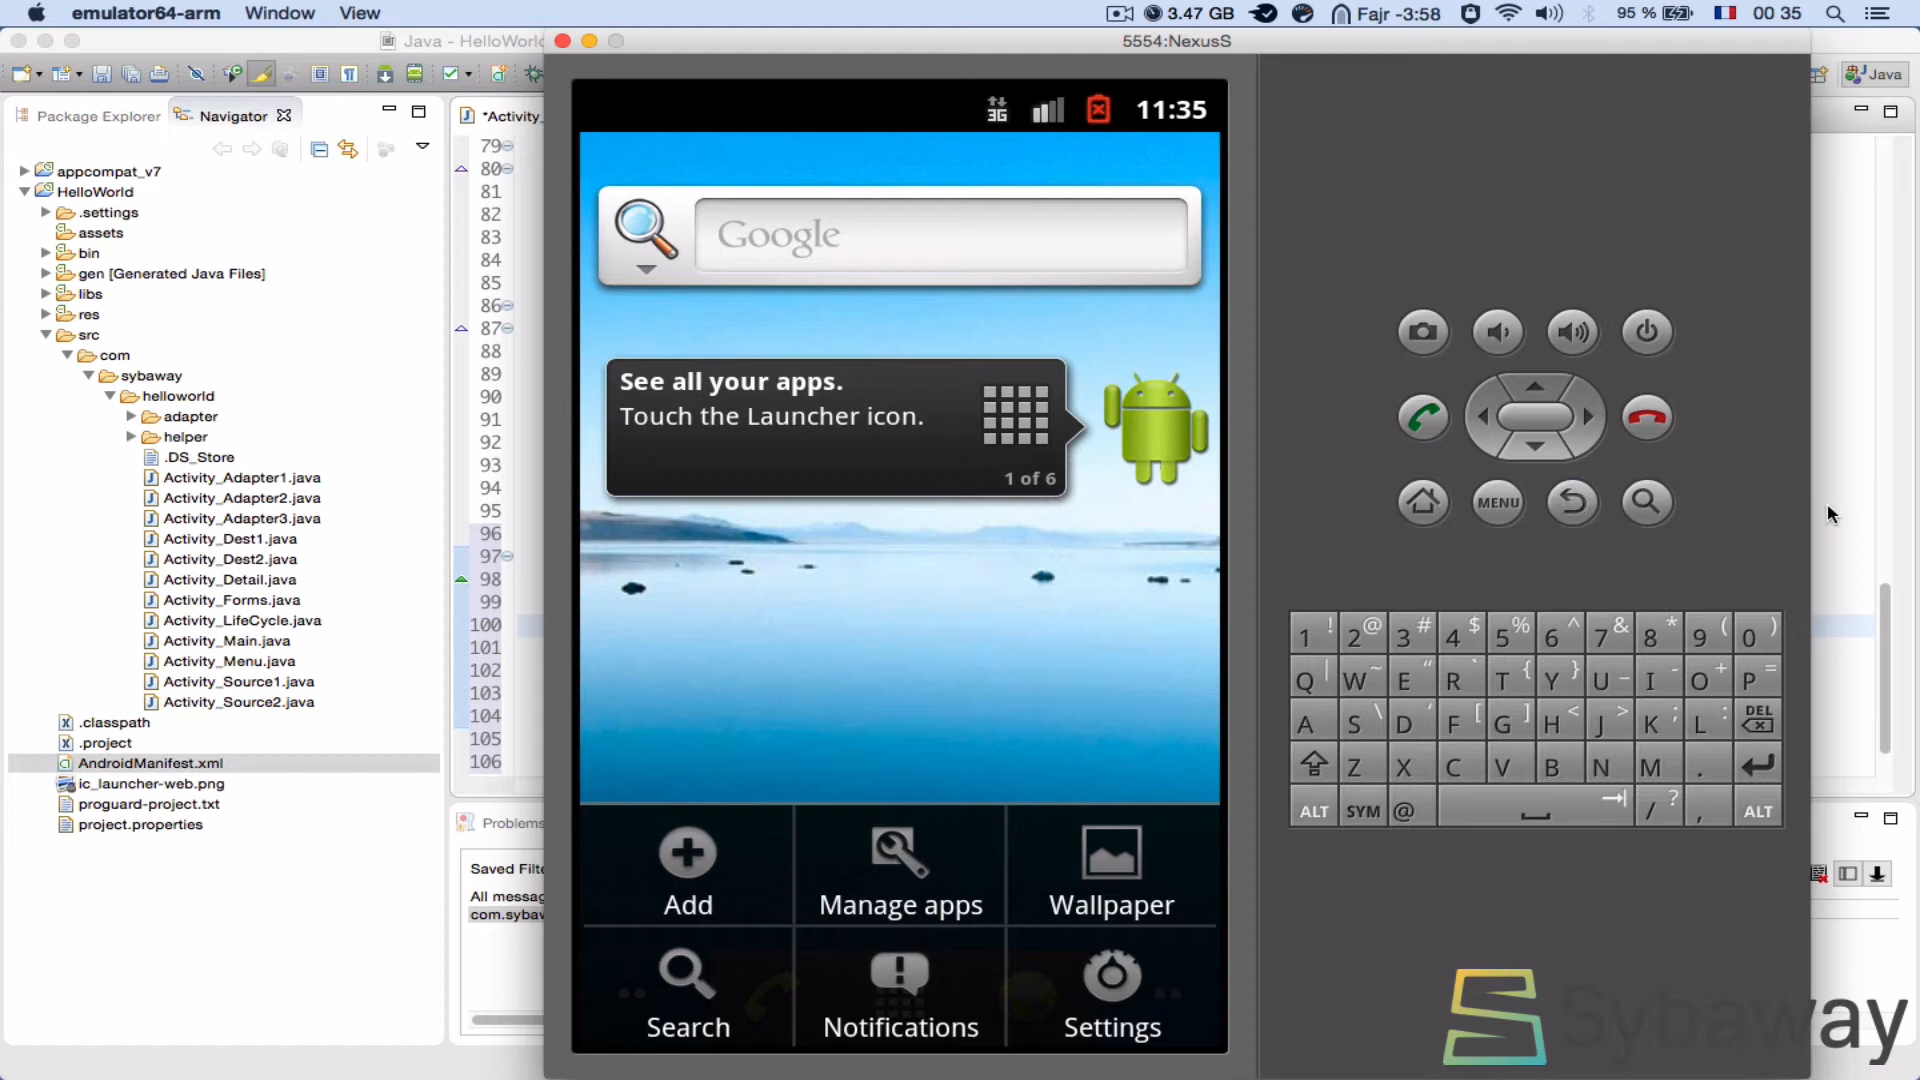 emulator64-arm Window View
3.47 GB Fajr -3:58 95 % 00 35
Java - HelloWorl
5554:NexusS
Java
Package Explorer Navigator
*Activity_
appcompat_v7
HelloWorld
.settings
assets
bin
gen [Generated Java Files]
libs
res
src
com
sybaway
helloworld
adapter
helper
.DS_Store
Activity_Adapter1.java
Activity_Adapter2.java
Activity_Adapter3.java
Activity_Dest1.java
Activity_Dest2.java
Activity_Detail.java
Activity_Forms.java
Activity_LifeCycle.java
Activity_Main.java
Activity_Menu.java
Activity_Source1.java
Activity_Source2.java
.classpath
.project
AndroidManifest.xml
ic_launcher-web.png
proguard-project.txt
project.properties
79
80
81
82
83
84
85
86
87
88
89
90
91
92
93
94
95
96
97
98
99
100
101
102
103
104
105
106
Problems
Saved Filte
All messag
com.sybaw
3G 11:35
Google
See all your apps.
Touch the Launcher icon.
1 of 6
Add Manage apps Wallpaper
Search Notifications Settings
MENU
1 ! 2 @ 3 # 4 $ 5 % 6 ^ 7 & 8 * 9 ( 0 )
Q | W ~ E " R ` T { Y } U _ I - O + P =
A S \ D ' F [ G ] H < J > K ; L : DEL
Z X C V B N M .
ALT SYM @ / ? , ALT
Sybaway